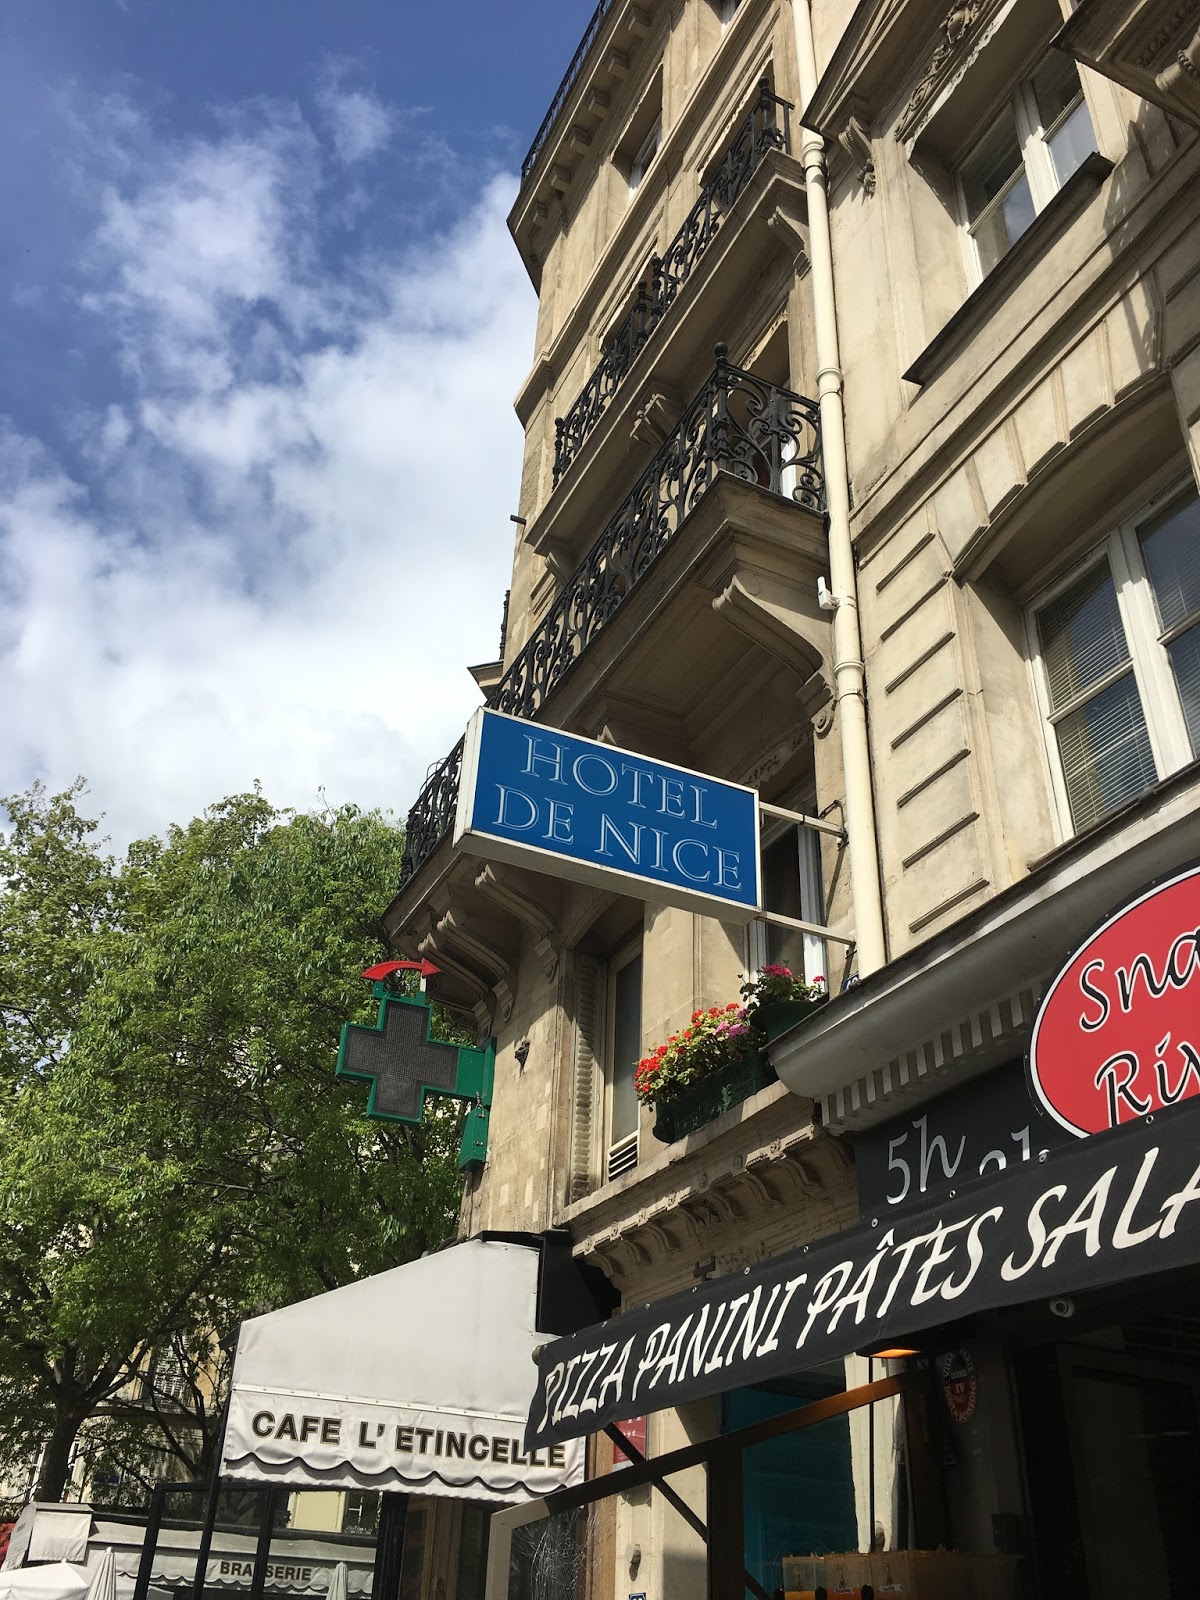 HOTEL
DE NICE
5h
PIZZA PANINI PÂTES
CAFE L' ETINCELLE
BRASSERIE